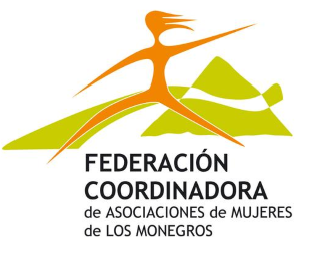 FEDERACIÓN
COORDINADORA
de ASOCIACIONES de MUJERES
de LOS MONEGROS